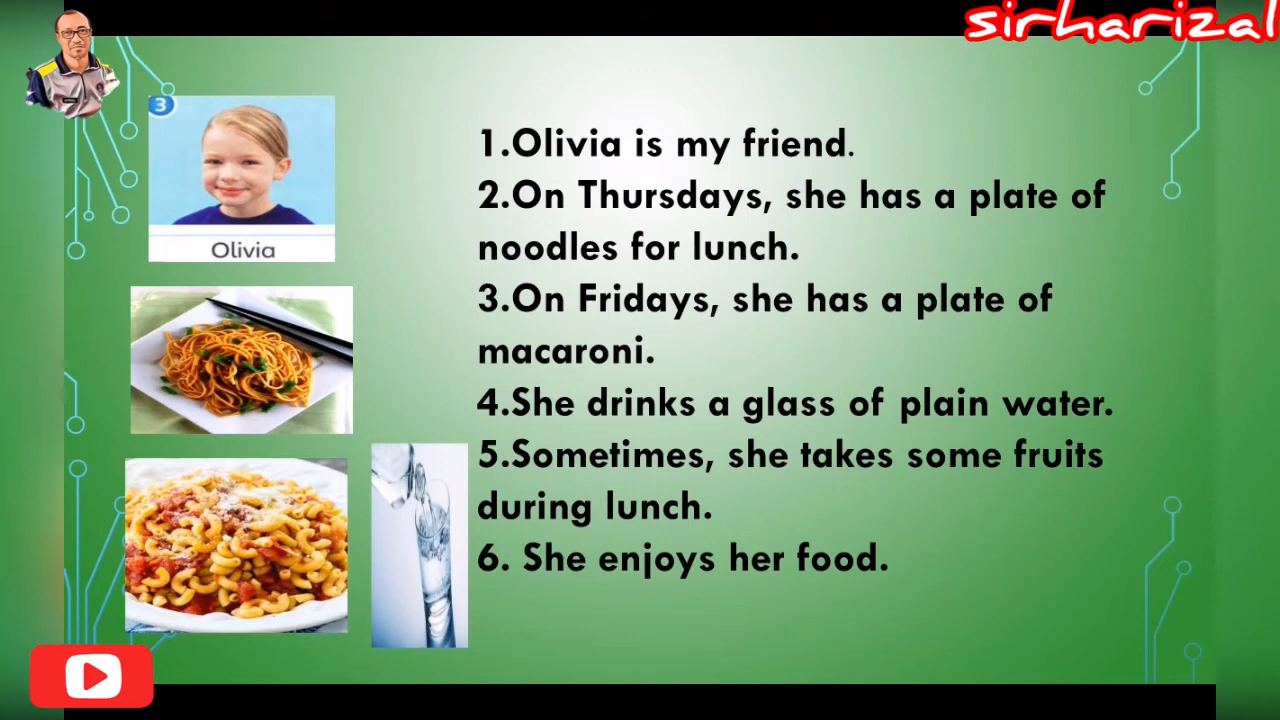 sirharizal
3
Olivia
1.Olivia is my friend.
2.On Thursdays, she has a plate of
noodles for lunch.
3.On Fridays, she has a plate of
macaroni.
4.She drinks a glass of plain water.
5.Sometimes, she takes some fruits
during lunch.
6. She enjoys her food.